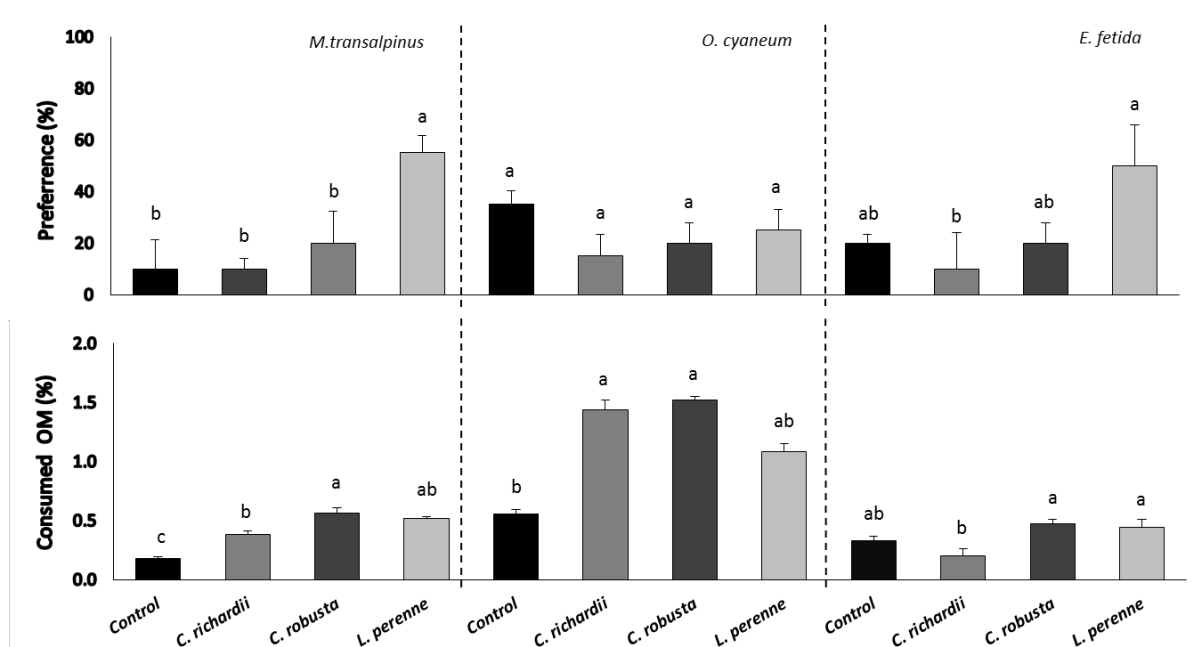 M.transalpinus
O. cyaneum
E. fetida
Preferrence (%)
100
80
60
40
20
0
b
b
b
a
a
a
a
a
ab
b
ab
a
Consumed OM (%)
2.0
1.5
1.0
0.5
0.0
c
b
a
ab
b
a
a
ab
ab
b
a
a
Control
C. richardii
C. robusta
L. perenne
Control
C. richardii
C. robusta
L. perenne
Control
C. richardii
C. robusta
L. perenne